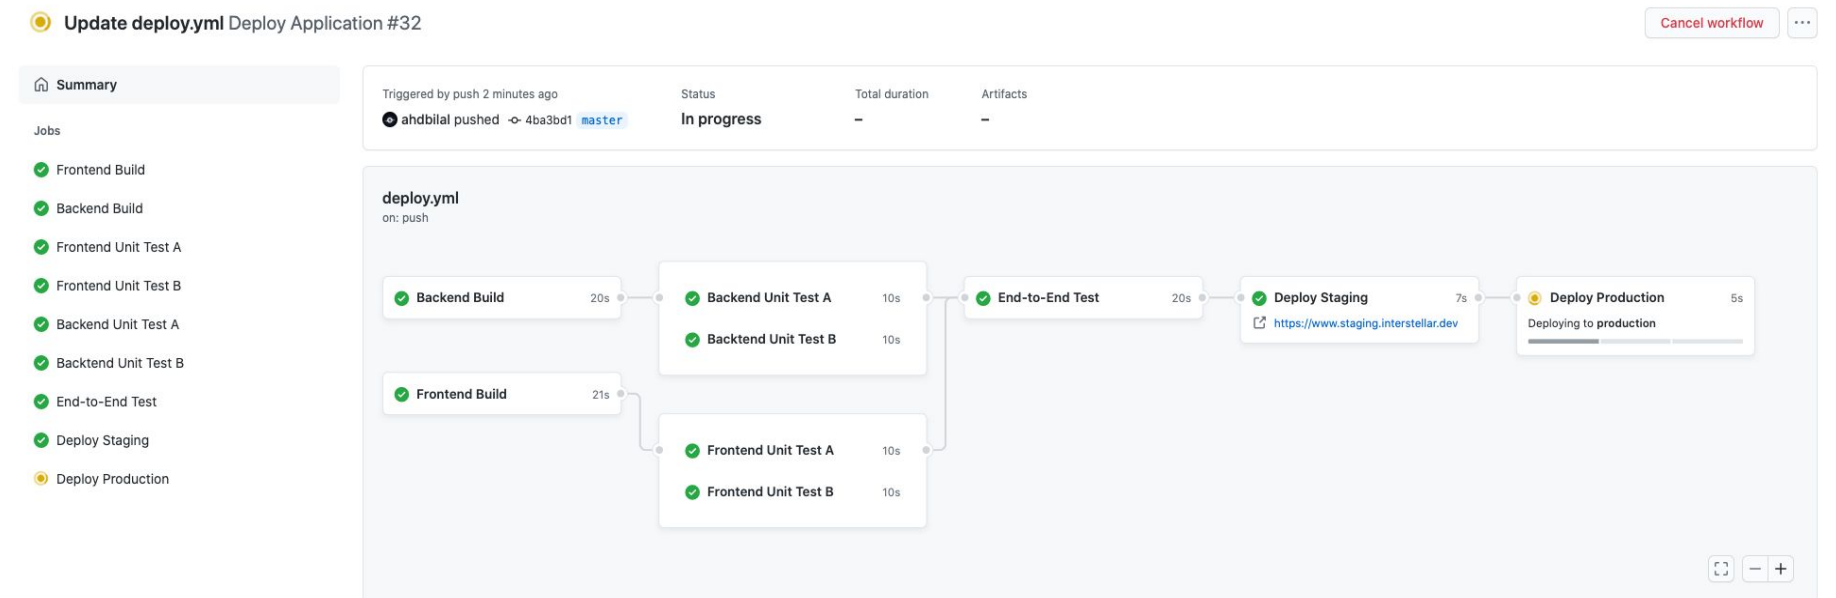 Update deploy.yml Deploy Application #32
Cancel workflow
Summary
Jobs
Frontend Build
Backend Build
Frontend Unit Test A
Frontend Unit Test B
Backend Unit Test A
Backtend Unit Test B
End-to-End Test
Deploy Staging
Deploy Production
Triggered by push 2 minutes ago
ahdbilal pushed 4ba3bd1 master
Status
In progress
Total duration
–
Artifacts
–
deploy.yml
on: push
Backend Build 20s
Frontend Build 21s
Backend Unit Test A 10s
Backtend Unit Test B 10s
Frontend Unit Test A 10s
Frontend Unit Test B 10s
End-to-End Test 20s
Deploy Staging 7s
https://www.staging.interstellar.dev
Deploy Production 5s
Deploying to production